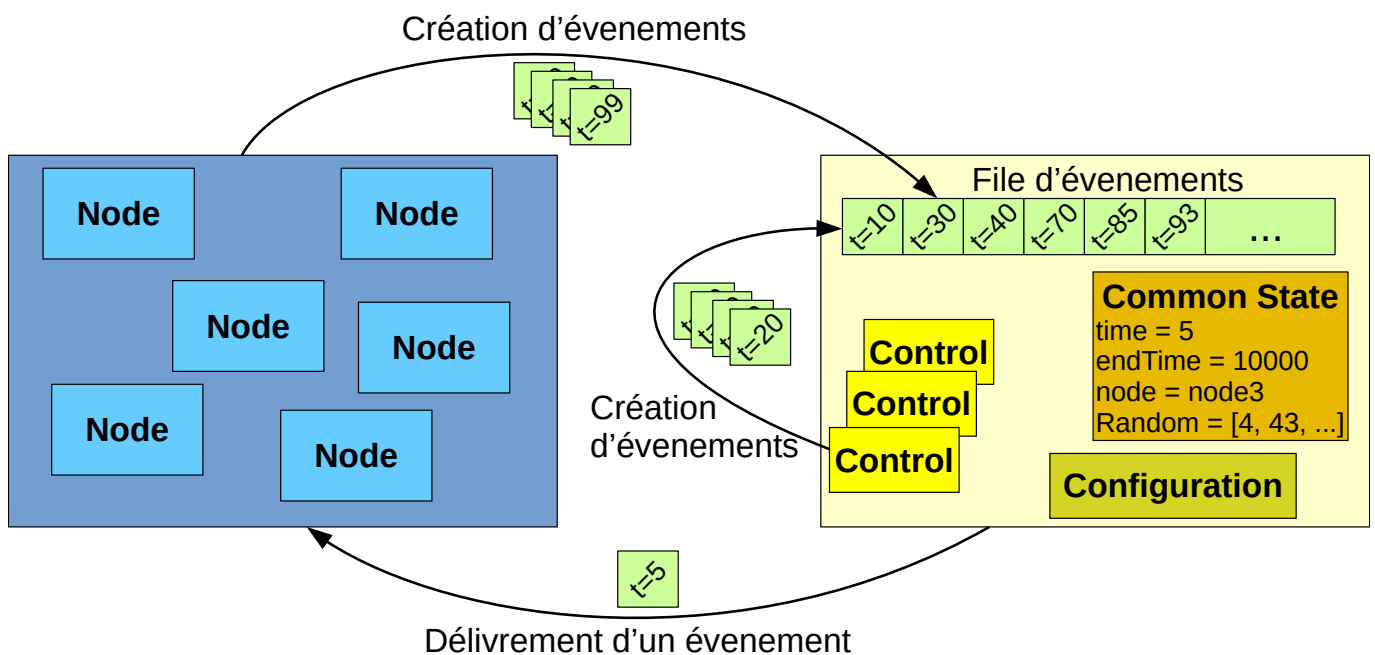 Création d'évenements
t=99
Node
Node
Node
Node
Node
Node
File d'évenements
t=10 t=30 t=40 t=70 t=85 t=93 ...
t=20
Common State
time = 5
endTime = 10000
node = node3
Random = [4, 43, ...]
Control
Control
Control
Création
d'évenements
Configuration
t=5
Délivrement d'un évenement